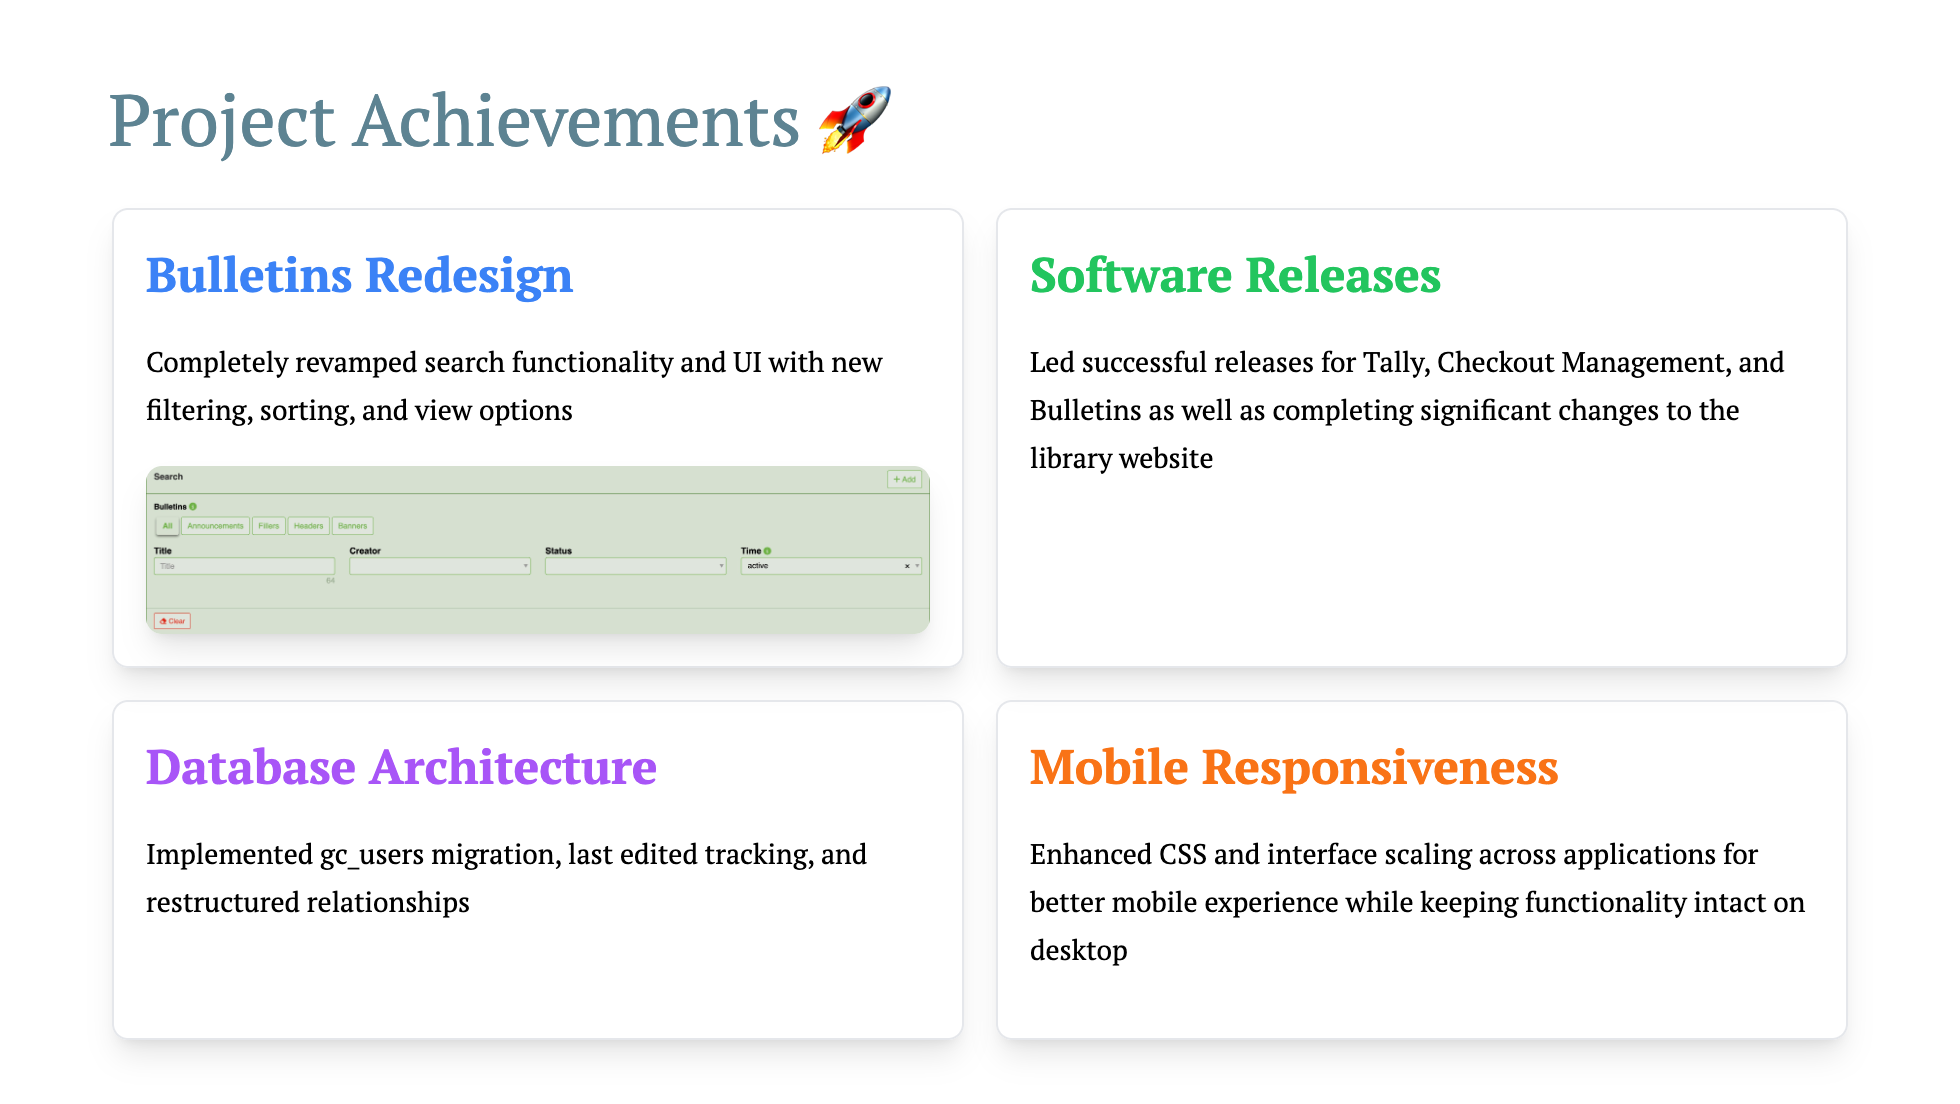 Project Achievements 🚀
Bulletins Redesign
Completely revamped search functionality and UI with new
filtering, sorting, and view options
Search
+ Add
Bulletins
All Announcements Fillers Headers Banners
Title Creator Status Time
Title active × 
64
Clear
Software Releases
Led successful releases for Tally, Checkout Management, and
Bulletins as well as completing significant changes to the
library website
Database Architecture
Implemented gc_users migration, last edited tracking, and
restructured relationships
Mobile Responsiveness
Enhanced CSS and interface scaling across applications for
better mobile experience while keeping functionality intact on
desktop